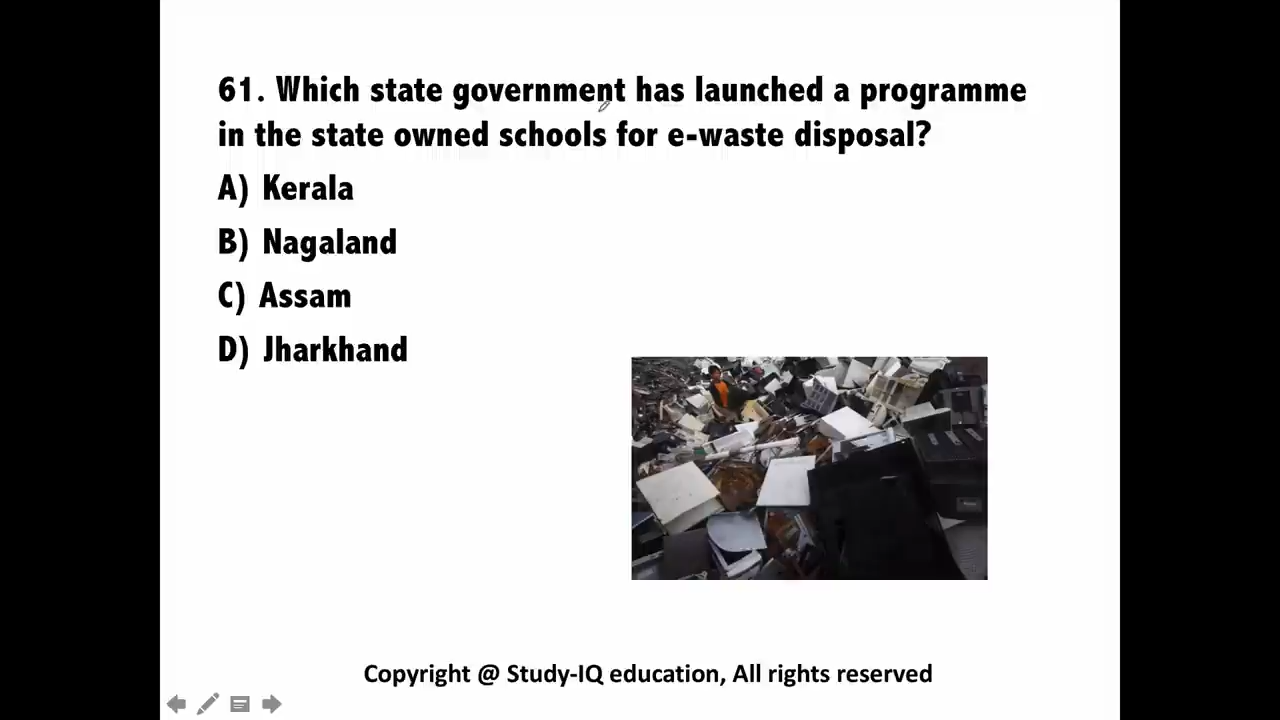 61. Which state government has launched a programme
in the state owned schools for e-waste disposal?
A) Kerala
B) Nagaland
C) Assam
D) Jharkhand
Copyright @ Study-IQ education, All rights reserved